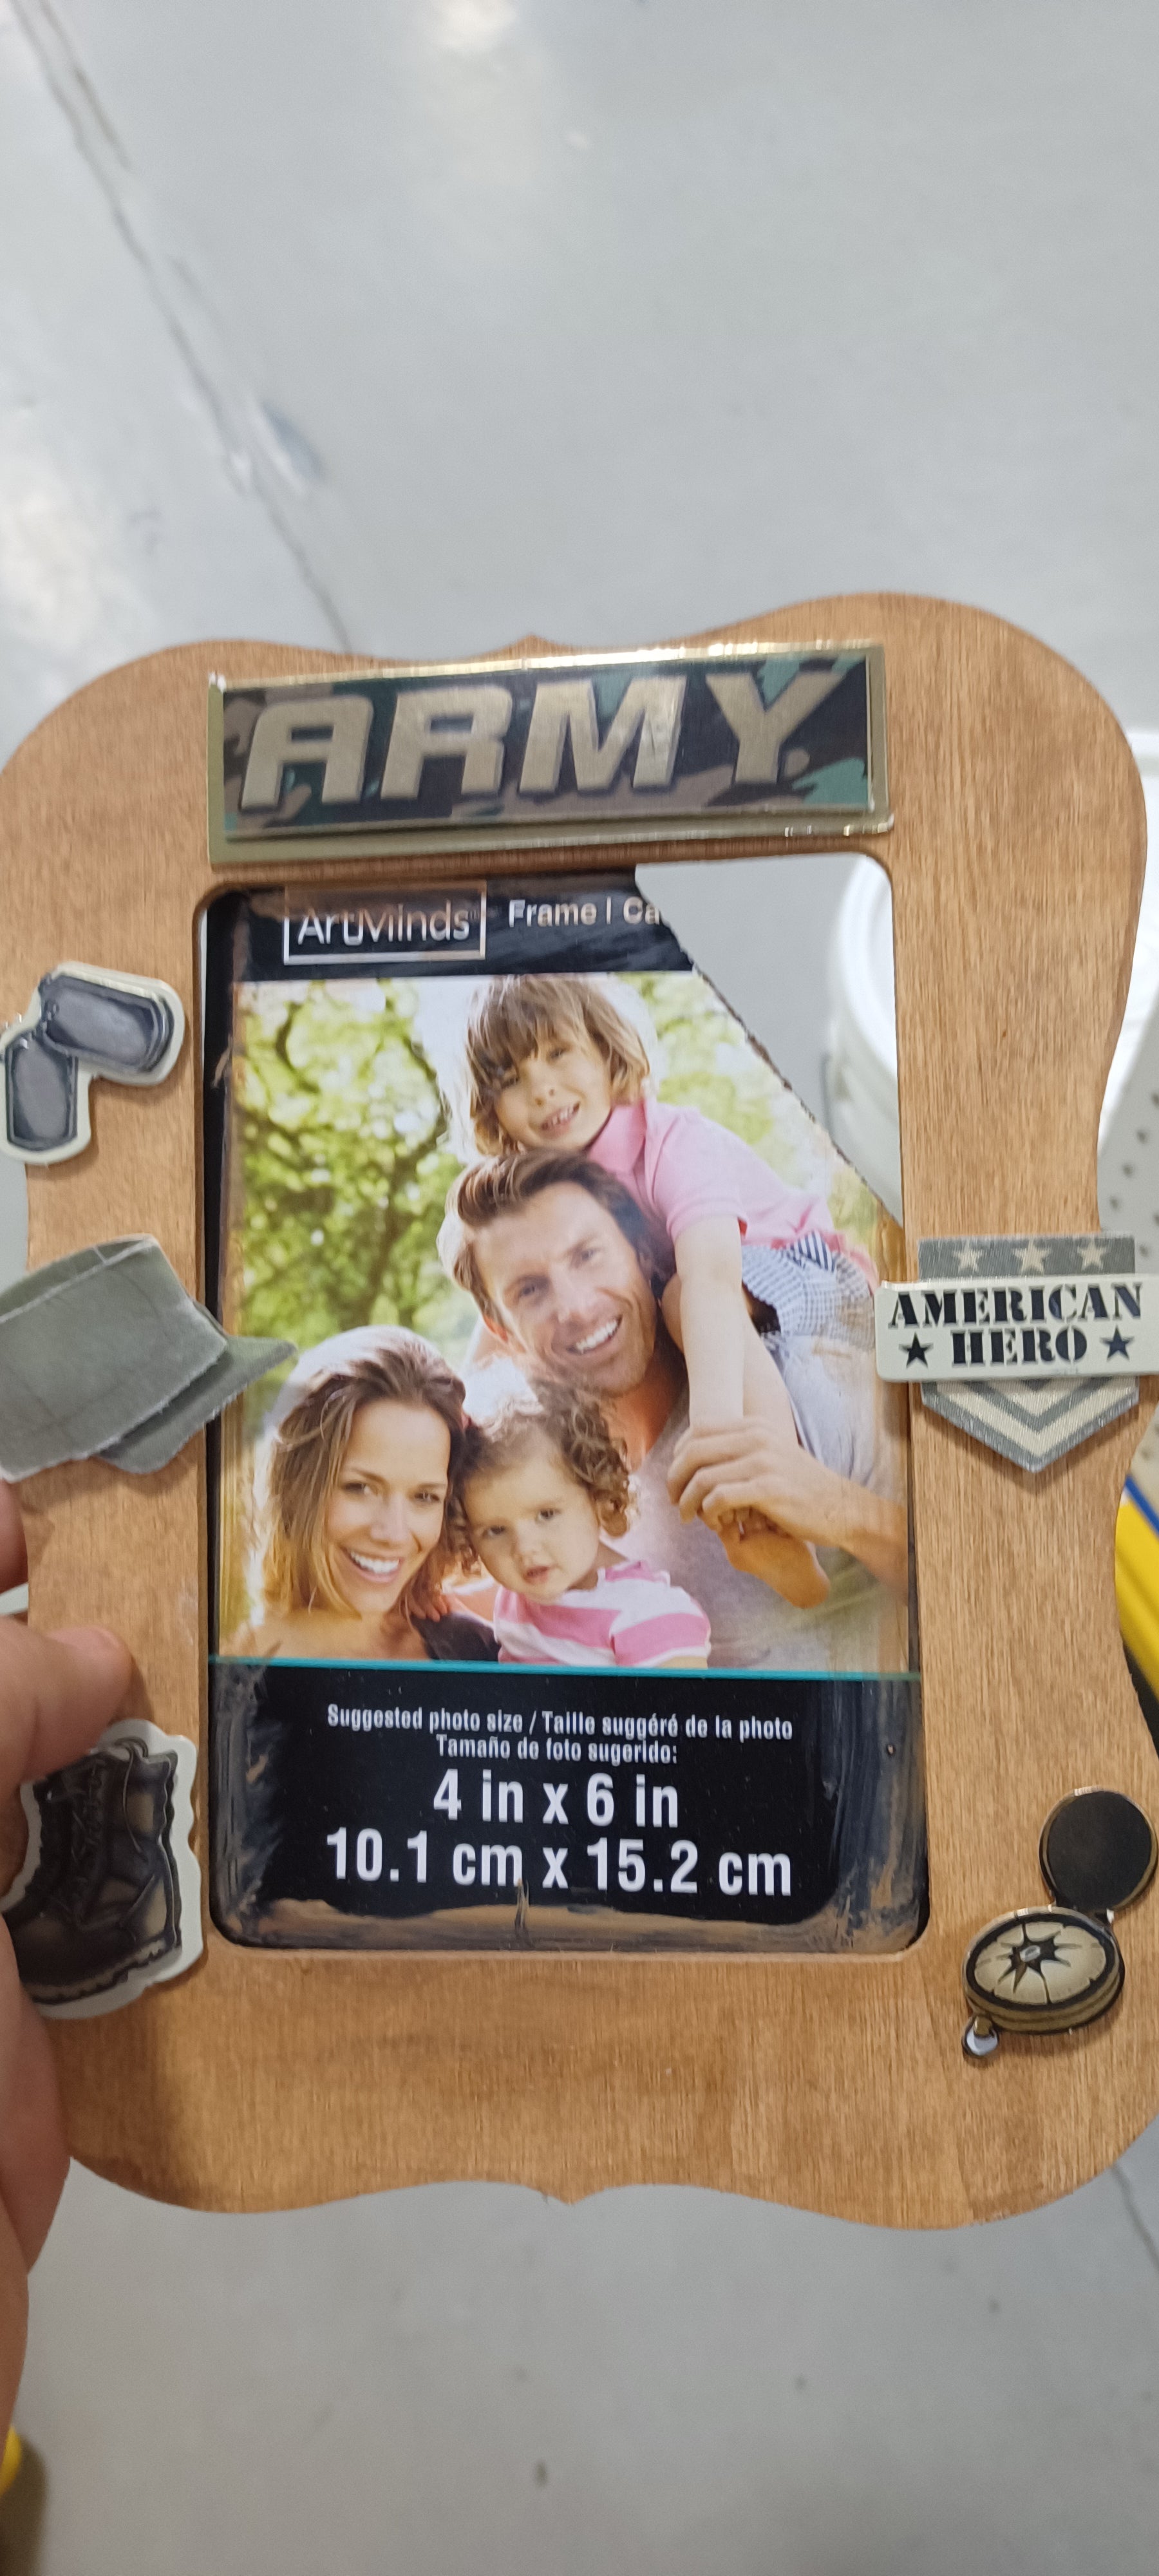 ARMY
ArtMinds Frame | Ca
AMERICAN
HERO
Suggested photo size / Taille suggéré de la photo
Tamaño de foto sugerido:
4 in x 6 in
10.1 cm x 15.2 cm